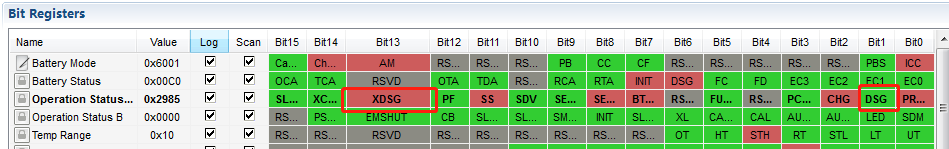 Bit Registers
Name Value Log Scan Bit15 Bit14 Bit13 Bit12 Bit11 Bit10 Bit9 Bit8 Bit7 Bit6 Bit5 Bit4 Bit3 Bit2 Bit1 Bit0
Battery Mode 0x6001 Ca... Ch... AM RS... RS... RS... PB CC CF RS... RS... RS... RS... RS... PBS ICC
Battery Status 0x00C0 OCA TCA RSVD OTA TDA RS... RCA RTA INIT DSG FC FD EC3 EC2 EC1 EC0
Operation Status... 0x2985 SL... XC... XDSG PF SS SDV SE... SE... BT... RS... FU... RS... PC... CHG DSG PR...
Operation Status B 0x0000 RS... PS... EMSHUT CB SL... SL... SM... INIT SL... XL CA... CAL AU... AU... LED SDM
Temp Range 0x10 RS... RS... RSVD RS... RS... RS... RS... RS... RS... OT HT STH RT STL LT UT